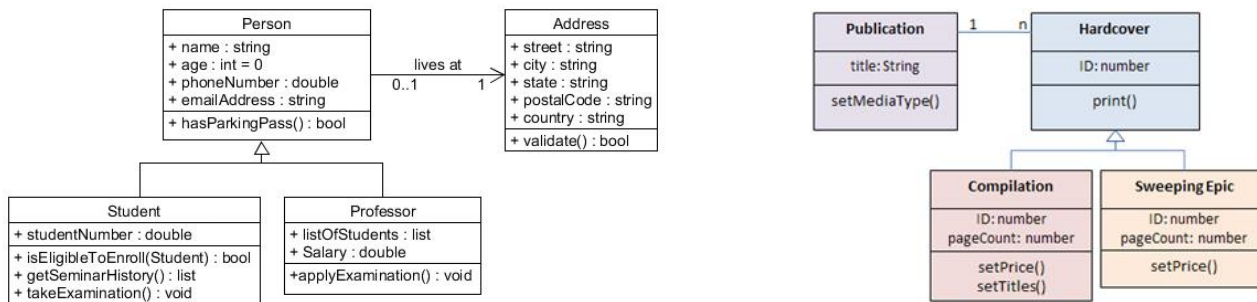 Person
+ name : string
+ age : int = 0
+ phoneNumber : double
+ emailAddress : string
+ hasParkingPass() : bool
lives at
0..1
1
Address
+ street : string
+ city : string
+ state : string
+ postalCode : string
+ country : string
+ validate() : bool
Student
+ studentNumber : double
+ isEligibleToEnroll(Student) : bool
+ getSeminarHistory() : list
+ takeExamination() : void
Professor
+ listOfStudents : list
+ Salary : double
+applyExamination() : void
Publication
title: String
setMediaType()
1
n
Hardcover
ID: number
print()
Compilation
ID: number
pageCount: number
setPrice()
setTitles()
Sweeping Epic
ID: number
pageCount: number
setPrice()